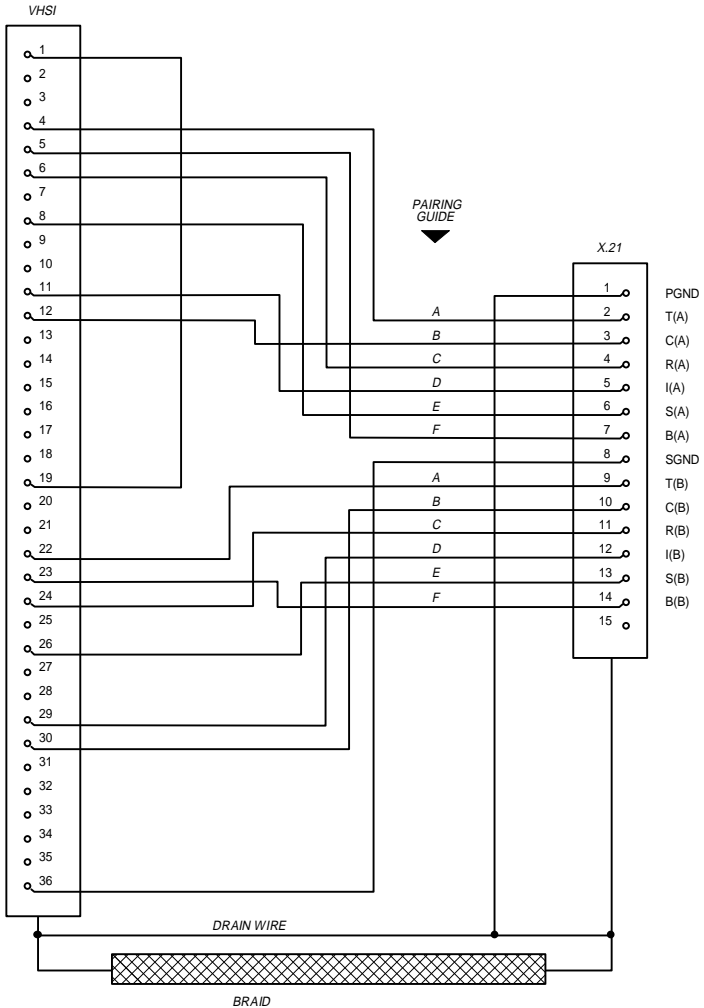 VHSI
1
2
3
4
5
6
7
8
9
10
11
12
13
14
15
16
17
18
19
20
21
22
23
24
25
26
27
28
29
30
31
32
33
34
35
36
PAIRING
GUIDE
A
B
C
D
E
F
A
B
C
D
E
F
X.21
1 PGND
2 T(A)
3 C(A)
4 R(A)
5 I(A)
6 S(A)
7 B(A)
8 SGND
9 T(B)
10 C(B)
11 R(B)
12 I(B)
13 S(B)
14 B(B)
15
DRAIN WIRE
BRAID